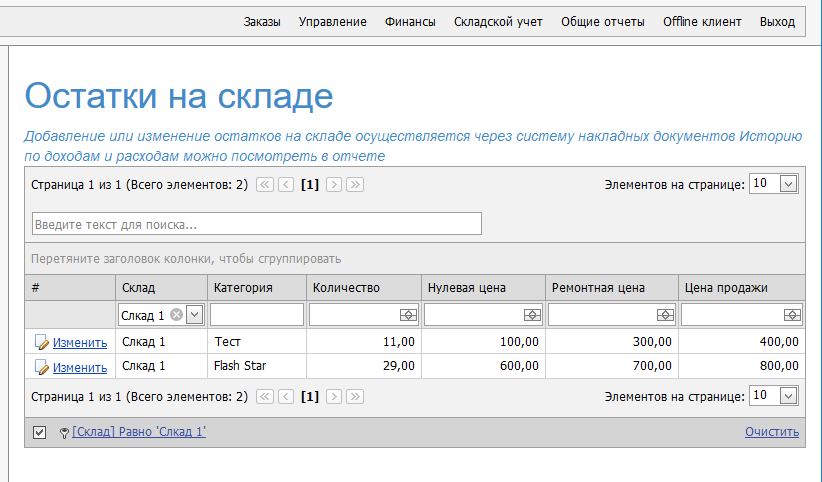 Заказы Управление Финансы Складской учет Общие отчеты Offline клиент Выход
Остатки на складе
Добавление или изменение остатков на складе осуществляется через систему накладных документов Историю
по доходам и расходам можно посмотреть в отчете
Страница 1 из 1 (Всего элементов: 2) [1] Элементов на странице: 10
Введите текст для поиска...
Перетяните заголовок колонки, чтобы сгруппировать
# Склад Категория Количество Нулевая цена Ремонтная цена Цена продажи
Слкад 1
Изменить Слкад 1 Тест 11,00 100,00 300,00 400,00
Изменить Слкад 1 Flash Star 29,00 600,00 700,00 800,00
Страница 1 из 1 (Всего элементов: 2) [1] Элементов на странице: 10
[Склад] Равно 'Слкад 1' Очистить